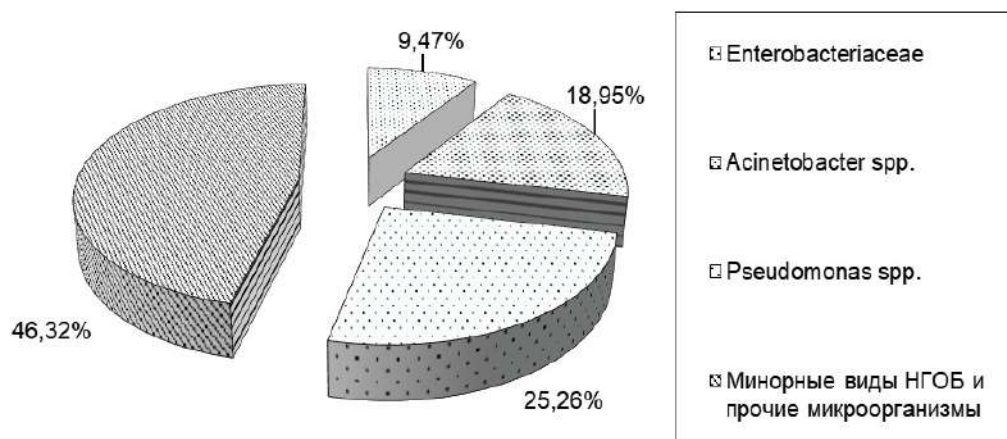 9,47%
18,95%
46,32%
25,26%
Enterobacteriaceae
Acinetobacter spp.
Pseudomonas spp.
Минорные виды НГОБ и
прочие микроорганизмы